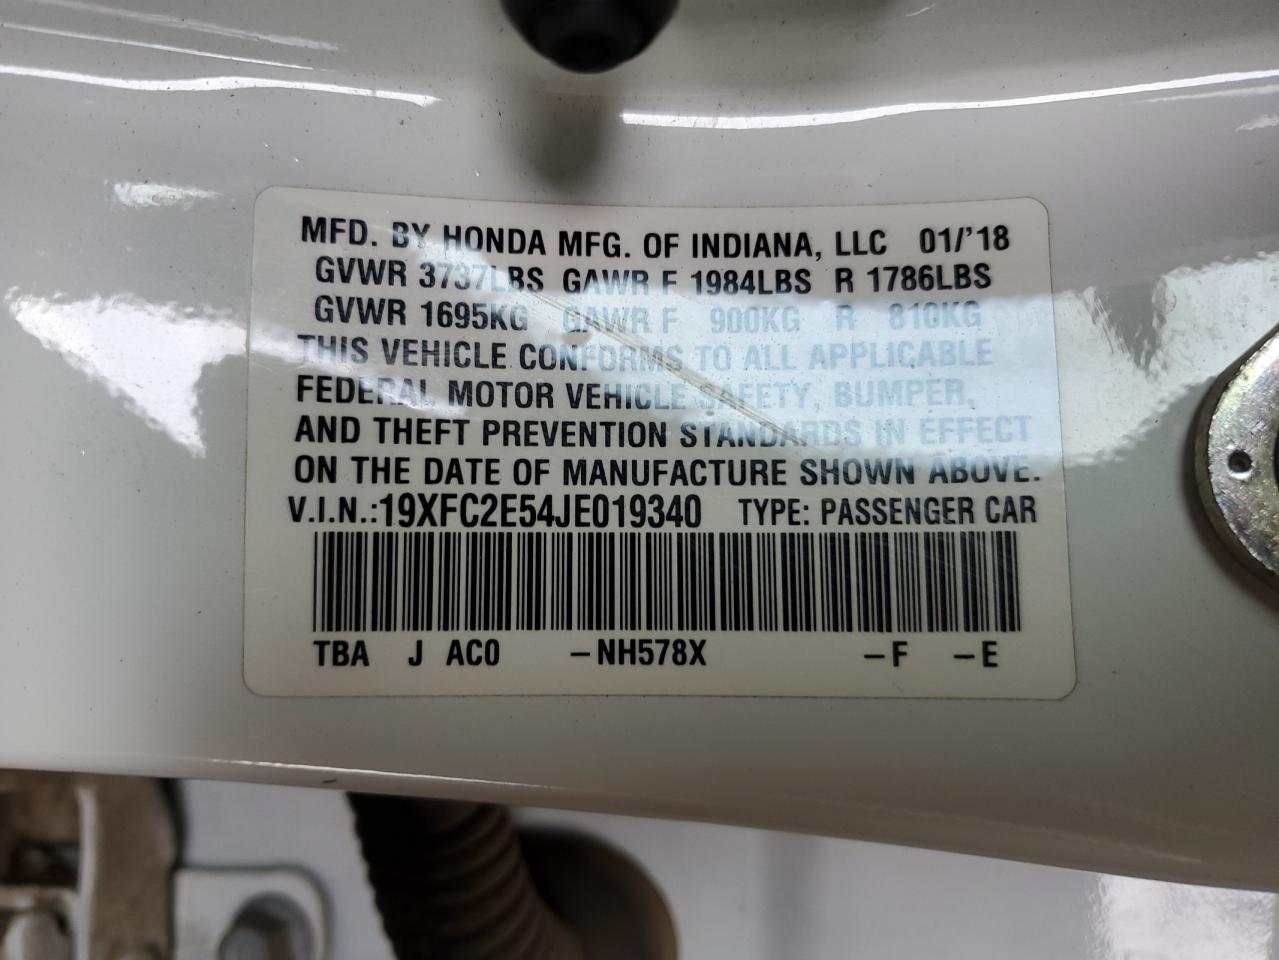 MFD. BY HONDA MFG. OF INDIANA, LLC 01/'18
GVWR 3737LBS GAWR F 1984LBS R 1786LBS
GVWR 1695KG GAWR F 900KG R 810KG
THIS VEHICLE CONFORMS TO ALL APPLICABLE
FEDERAL MOTOR VEHICLE SAFETY, BUMPER,
AND THEFT PREVENTION STANDARDS IN EFFECT
ON THE DATE OF MANUFACTURE SHOWN ABOVE.
V.I.N.:19XFC2E54JE019340 TYPE: PASSENGER CAR
TBA J AC0 –NH578X –F –E